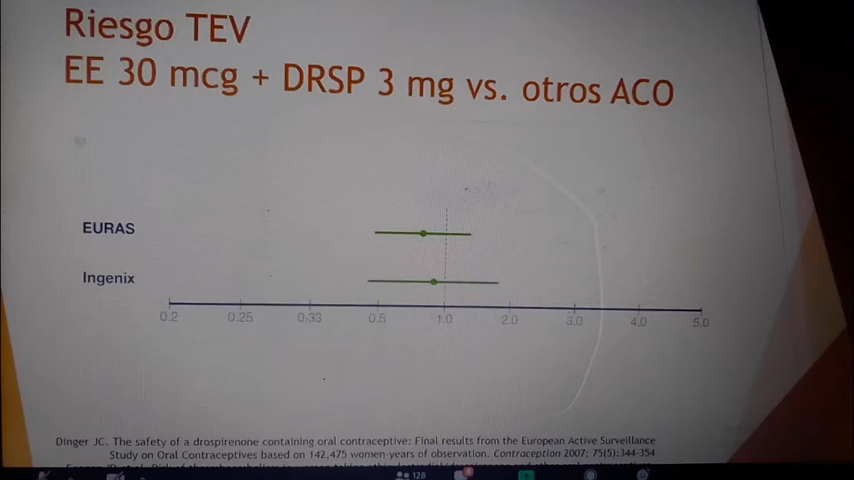 Riesgo TEV
EE 30 mcg + DRSP 3 mg vs. otros ACO
EURAS
Ingenix
0.2 0.25 0.33 0.5 1.0 2.0 3.0 4.0 5.0
Dinger JC. The safety of a drospirenone containing oral contraceptive: Final results from the European Active Surveillance
Study on Oral Contraceptives based on 142,475 women-years of observation. Contraception 2007; 75(5):344-354
128